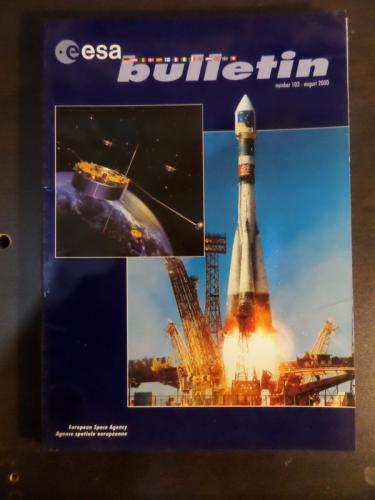 esa
bulletin
number 103 - august 2000
European Space Agency
Agence spatiale européenne